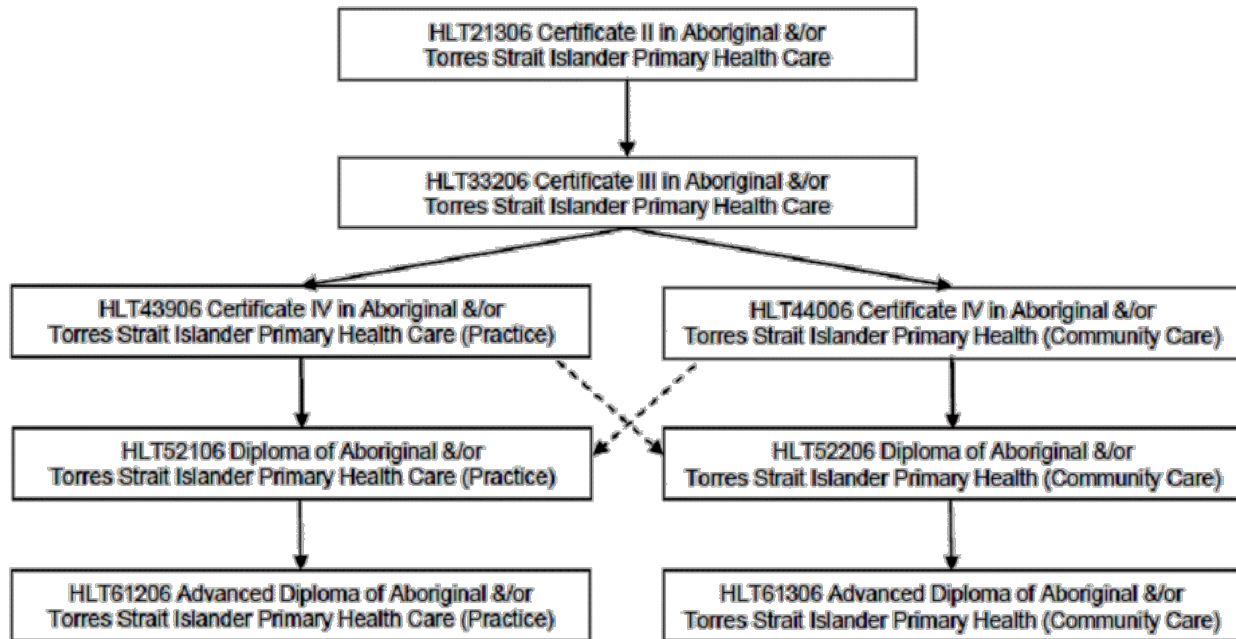 HLT21306 Certificate II in Aboriginal &/or
Torres Strait Islander Primary Health Care
HLT33206 Certificate III in Aboriginal &/or
Torres Strait Islander Primary Health Care
HLT43906 Certificate IV in Aboriginal &/or
Torres Strait Islander Primary Health Care (Practice)
HLT44006 Certificate IV in Aboriginal &/or
Torres Strait Islander Primary Health (Community Care)
HLT52106 Diploma of Aboriginal &/or
Torres Strait Islander Primary Health Care (Practice)
HLT52206 Diploma of Aboriginal &/or
Torres Strait Islander Primary Health (Community Care)
HLT61206 Advanced Diploma of Aboriginal &/or
Torres Strait Islander Primary Health Care (Practice)
HLT61306 Advanced Diploma of Aboriginal &/or
Torres Strait Islander Primary Health (Community Care)